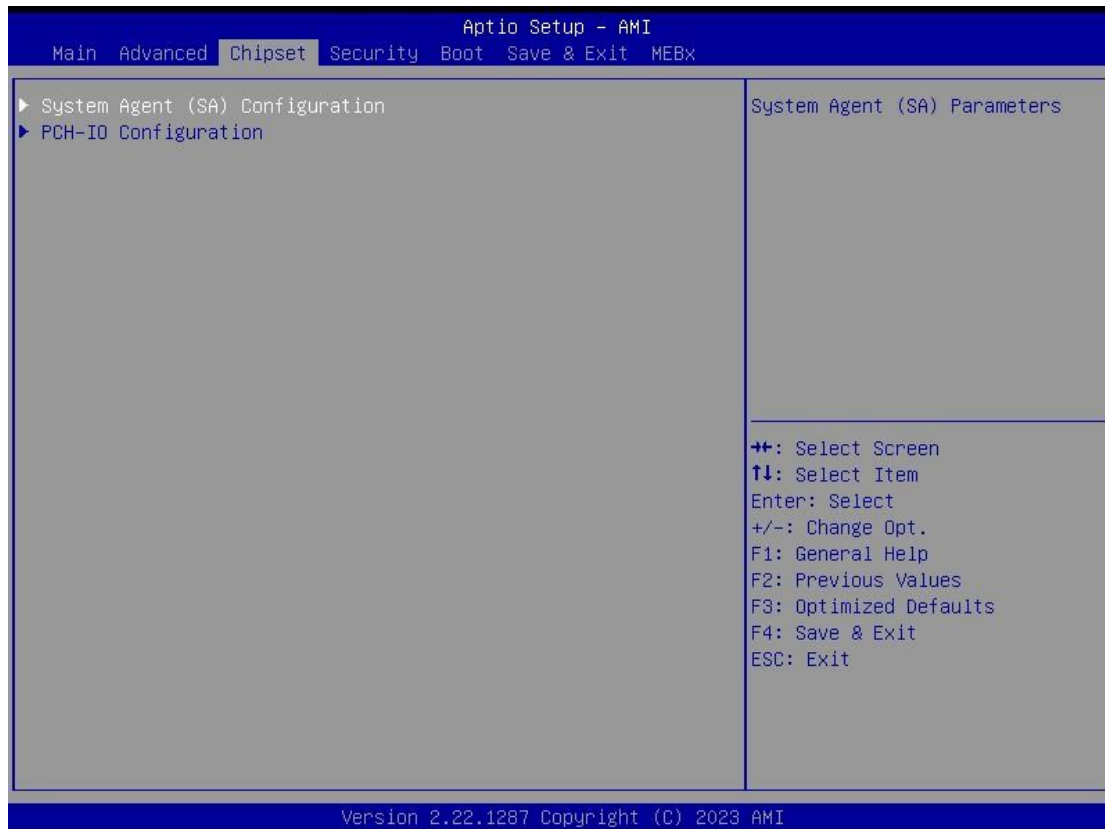 Aptio Setup - AMI
Main Advanced Chipset Security Boot Save & Exit MEBx
▶ System Agent (SA) Configuration
▶ PCH-IO Configuration
System Agent (SA) Parameters
→←: Select Screen
↑↓: Select Item
Enter: Select
+/-: Change Opt.
F1: General Help
F2: Previous Values
F3: Optimized Defaults
F4: Save & Exit
ESC: Exit
Version 2.22.1287 Copyright (C) 2023 AMI